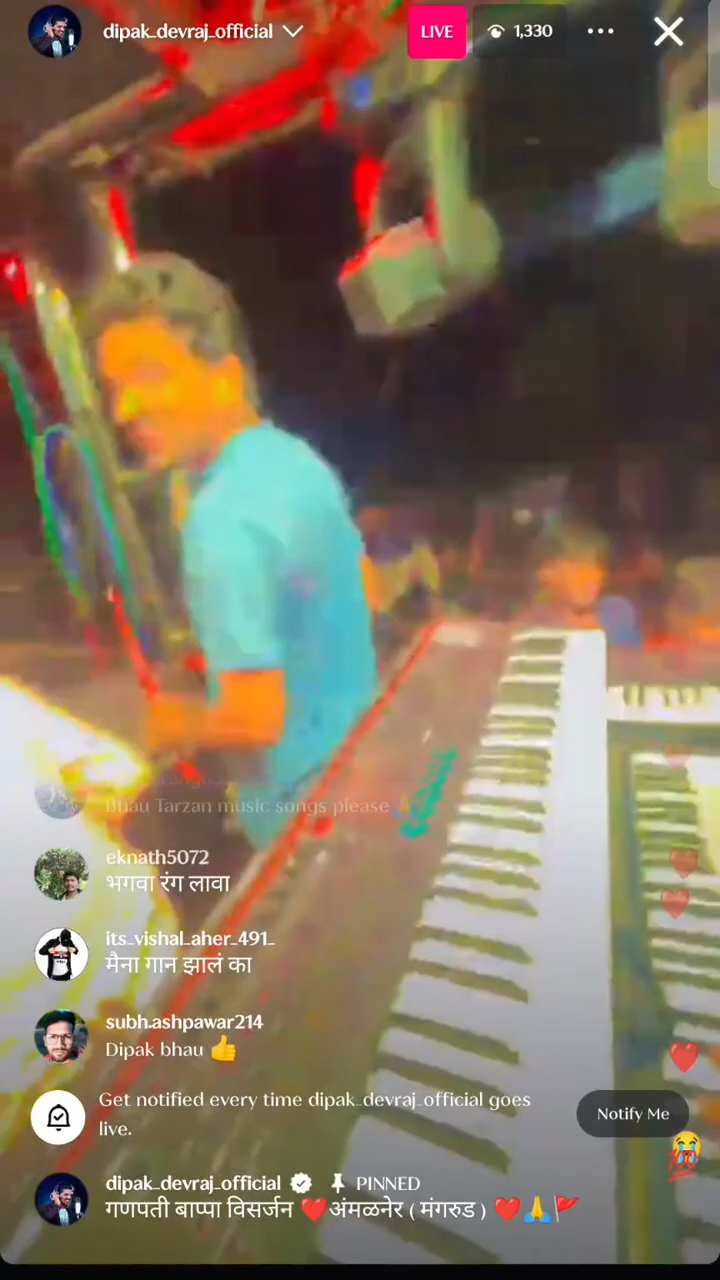 dipak_devraj_official
LIVE
1,330
Bhau Tarzan music songs please
eknath5072
भगवा रंग लावा
its_vishal_aher_491_
मैना गान झालं का
subh.ashpawar214
Dipak bhau 👍
Get notified every time dipak_devraj_official goes
live.
Notify Me
dipak_devraj_official PINNED
गणपती बाप्पा विसर्जन ❤️अंमळनेर ( मंगरुड ) ❤️🙏🚩